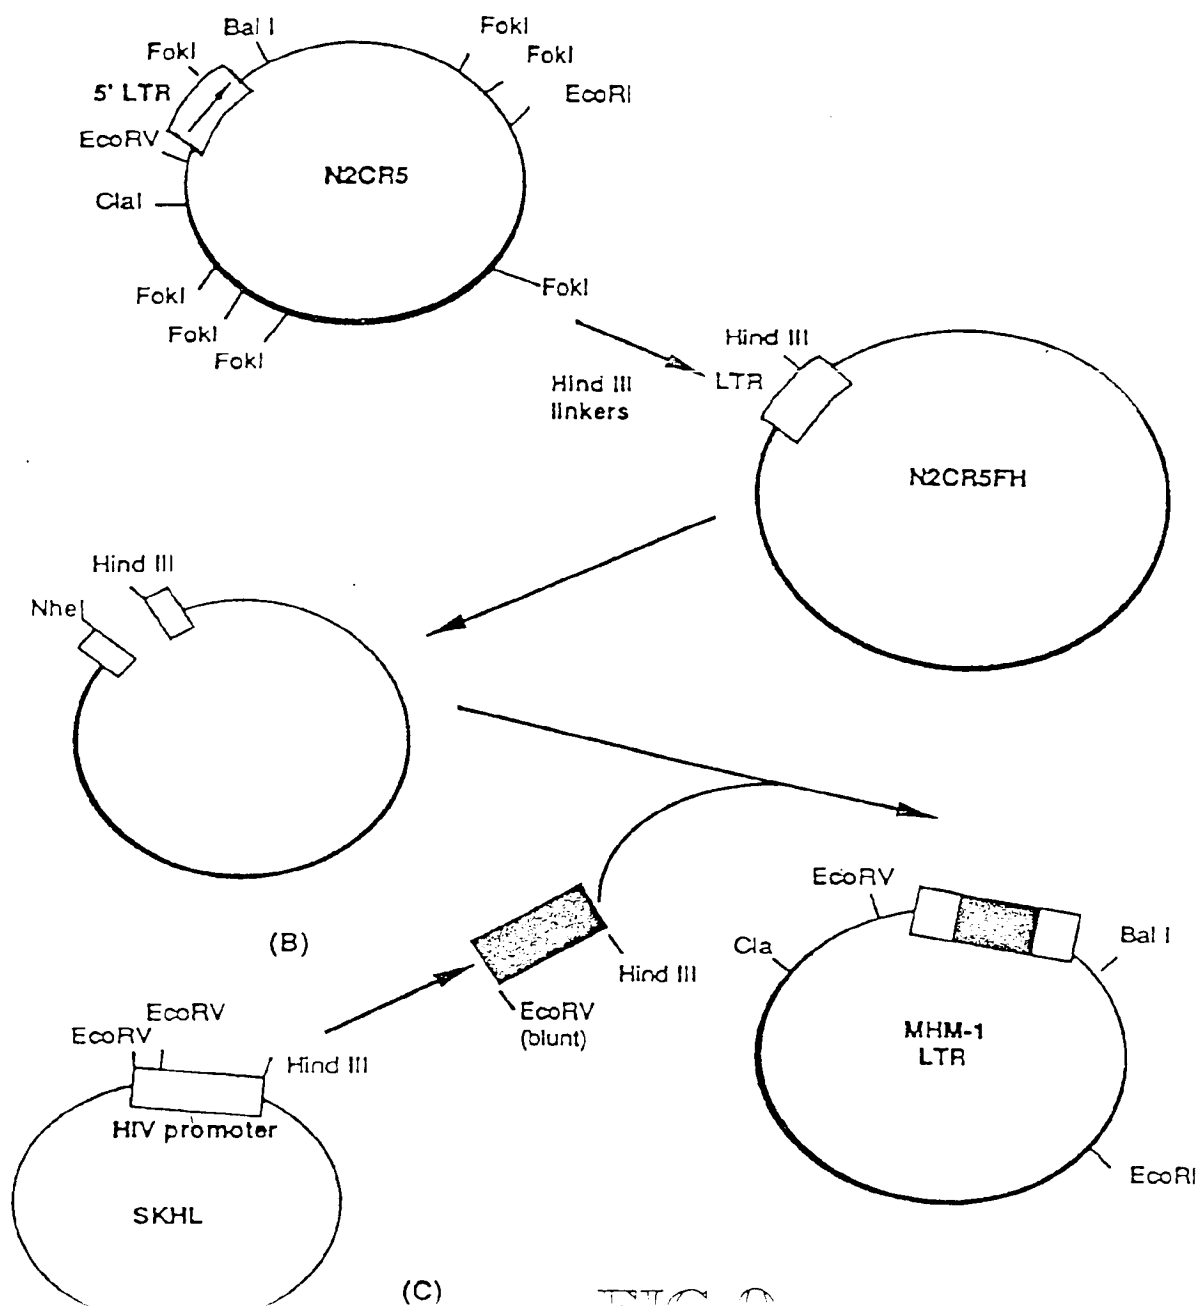 Bal I
FokI
5' LTR
EcoRV
ClaI
FokI
FokI
EcoRI
N2CR5
FokI
FokI
FokI
FokI
Hind III
linkers
Hind III
LTR
N2CR5FH
Hind III
NheI
(B)
EcoRV
(blunt)
Hind III
EcoRV
Cla
Bal I
MHM-1
LTR
EcoRI
EcoRV
EcoRV
Hind III
HIV promoter
SKHL
(C)